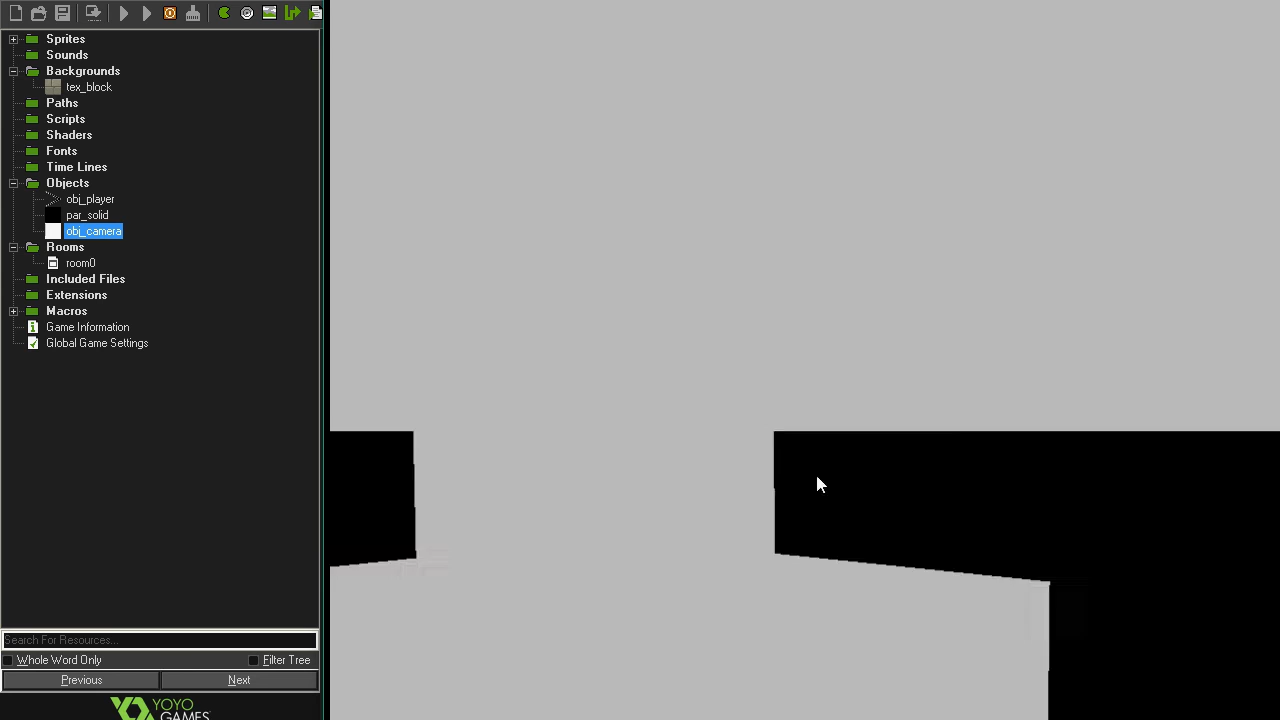 Sprites
Sounds
Backgrounds
tex_block
Paths
Scripts
Shaders
Fonts
Time Lines
Objects
obj_player
par_solid
obj_camera
Rooms
room0
Included Files
Extensions
Macros
Game Information
Global Game Settings
Search For Resources...
Whole Word Only Filter Tree
Previous Next
YOYO
GAMES